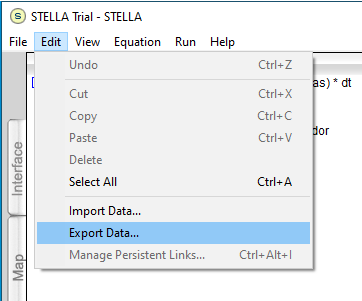 STELLA Trial - STELLA
File Edit View Equation Run Help
Undo Ctrl+Z
as) * dt
Cut Ctrl+X
Copy Ctrl+C
dor
Paste Ctrl+V
Delete
Select All Ctrl+A
Import Data...
Export Data...
Manage Persistent Links... Ctrl+Alt+I
Interface
Map